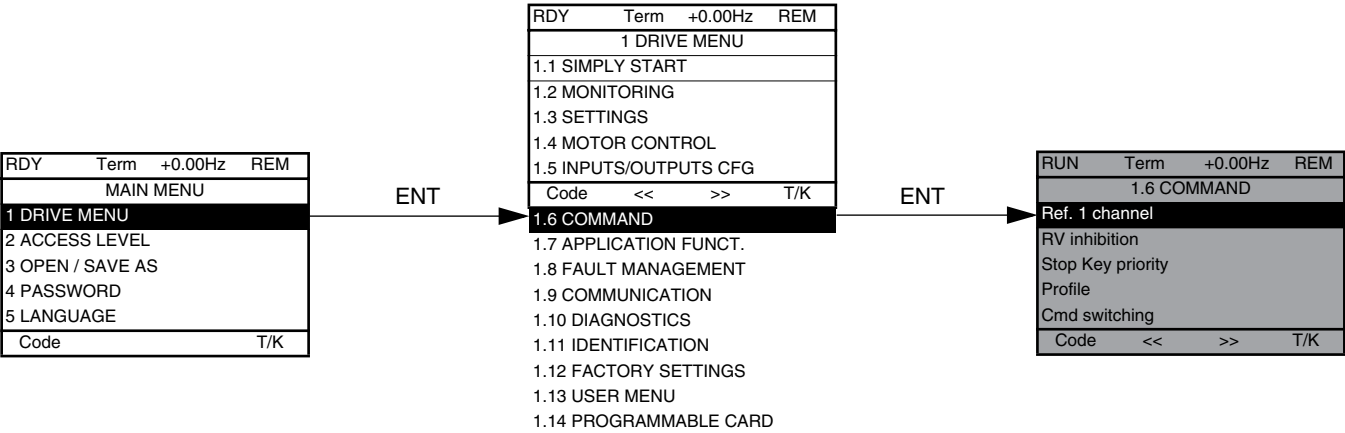 RDY Term +0.00Hz REM
MAIN MENU
1 DRIVE MENU
2 ACCESS LEVEL
3 OPEN / SAVE AS
4 PASSWORD
5 LANGUAGE
Code T/K
ENT
RDY Term +0.00Hz REM
1 DRIVE MENU
1.1 SIMPLY START
1.2 MONITORING
1.3 SETTINGS
1.4 MOTOR CONTROL
1.5 INPUTS/OUTPUTS CFG
Code << >> T/K
1.6 COMMAND
1.7 APPLICATION FUNCT.
1.8 FAULT MANAGEMENT
1.9 COMMUNICATION
1.10 DIAGNOSTICS
1.11 IDENTIFICATION
1.12 FACTORY SETTINGS
1.13 USER MENU
1.14 PROGRAMMABLE CARD
ENT
RUN Term +0.00Hz REM
1.6 COMMAND
Ref. 1 channel
RV inhibition
Stop Key priority
Profile
Cmd switching
Code << >> T/K